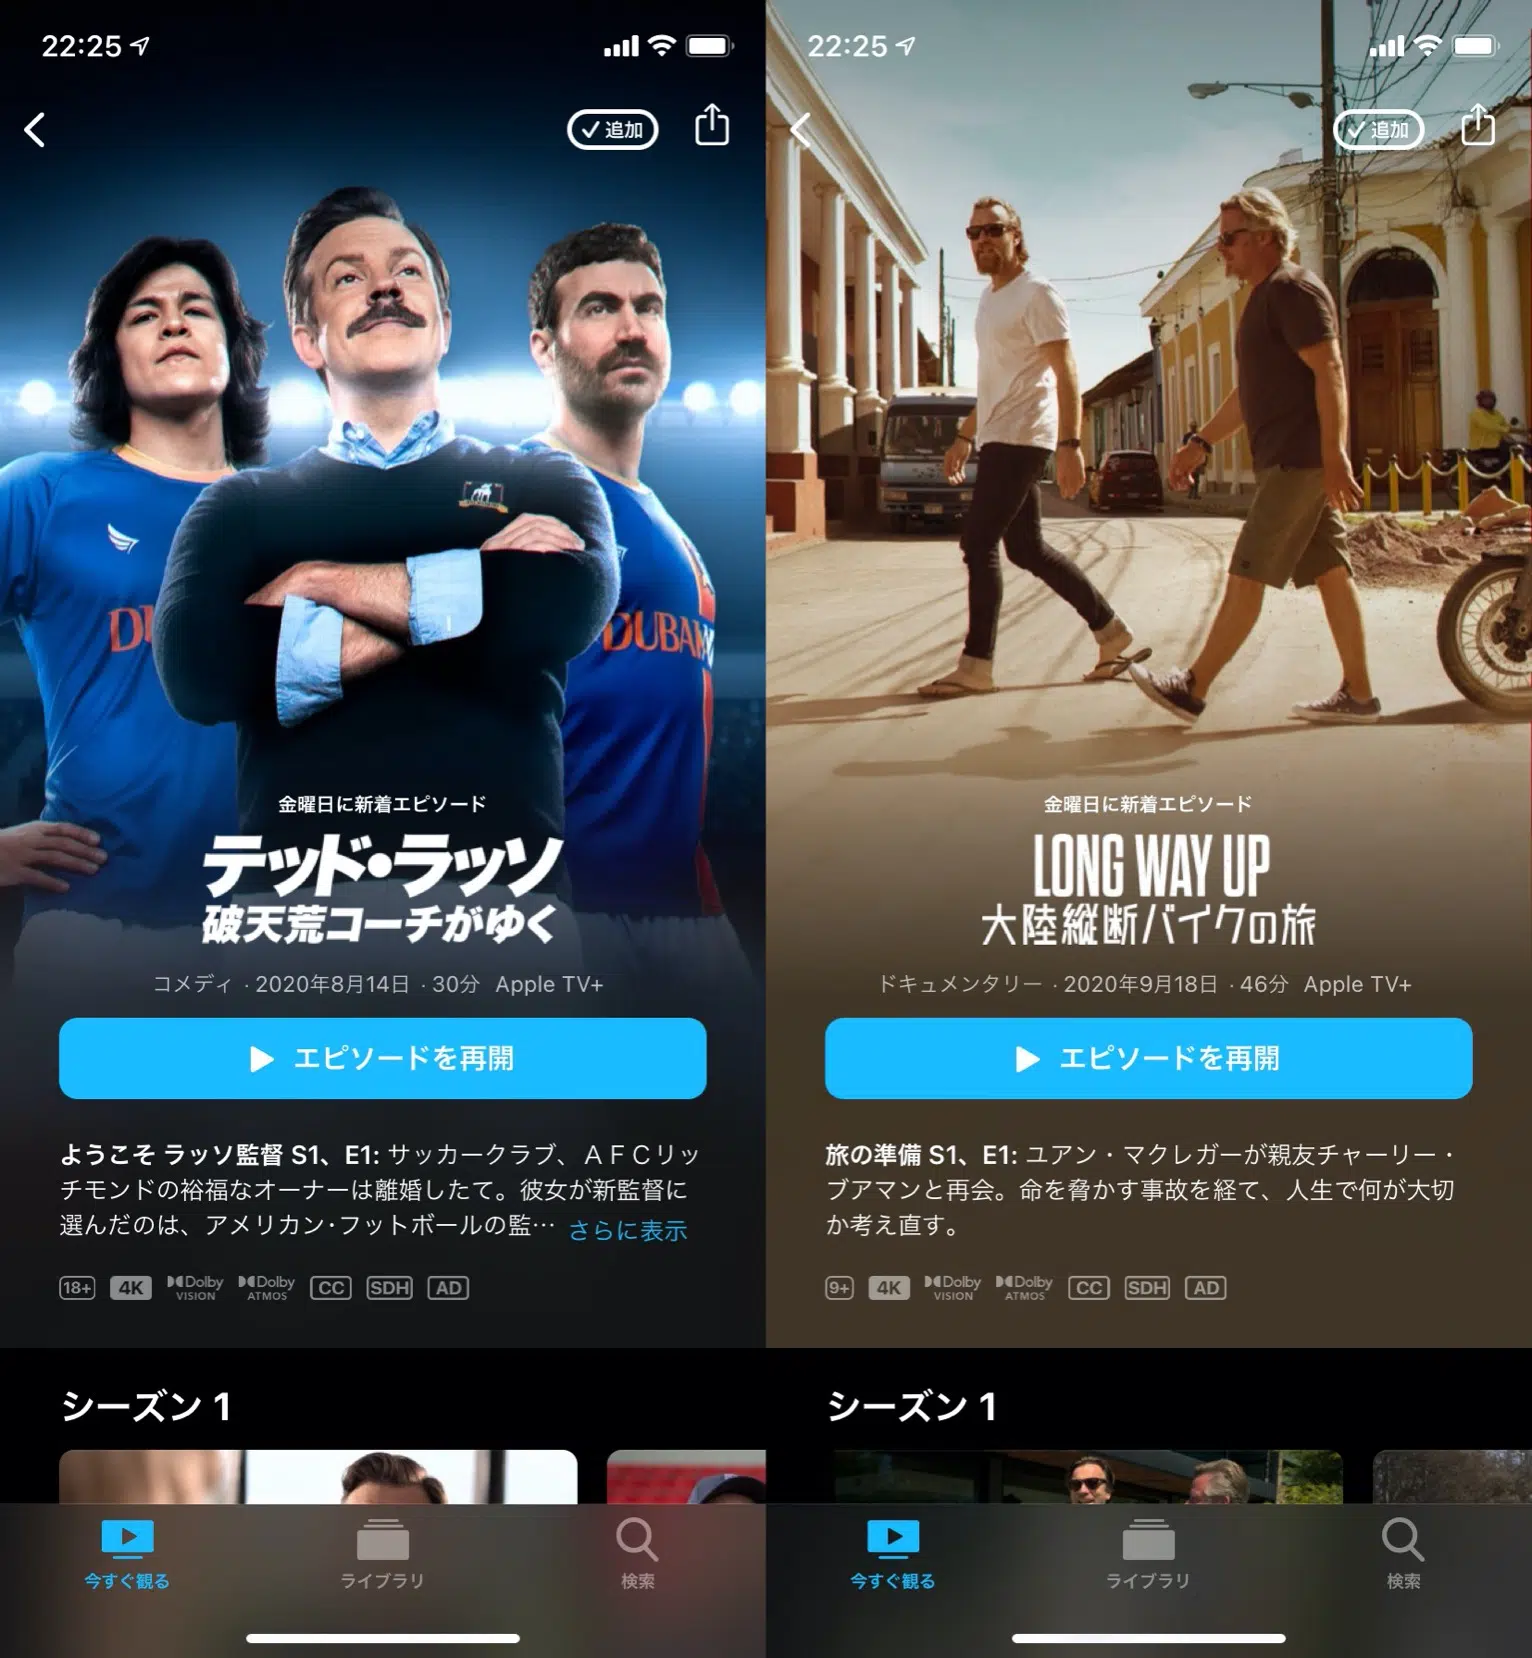 22:25
追加
DUBAI
金曜日に新着エピソード
テッド・ラッソ
破天荒コーチがゆく
コメディ · 2020年8月14日 · 30分 Apple TV+
エピソードを再開
ようこそ ラッソ監督 S1、E1: サッカークラブ、ＡＦＣリッ
チモンドの裕福なオーナーは離婚したて。彼女が新監督に
選んだのは、アメリカン･フットボールの監… さらに表示
18+ 4K Dolby VISION Dolby ATMOS CC SDH AD
シーズン 1
今すぐ観る ライブラリ 検索
22:25
追加
金曜日に新着エピソード
LONG WAY UP
大陸縦断バイクの旅
ドキュメンタリー · 2020年9月18日 · 46分 Apple TV+
エピソードを再開
旅の準備 S1、E1: ユアン・マクレガーが親友チャーリー・
ブアマンと再会。命を脅かす事故を経て、人生で何が大切
か考え直す。
9+ 4K Dolby VISION Dolby ATMOS CC SDH AD
シーズン 1
今すぐ観る ライブラリ 検索